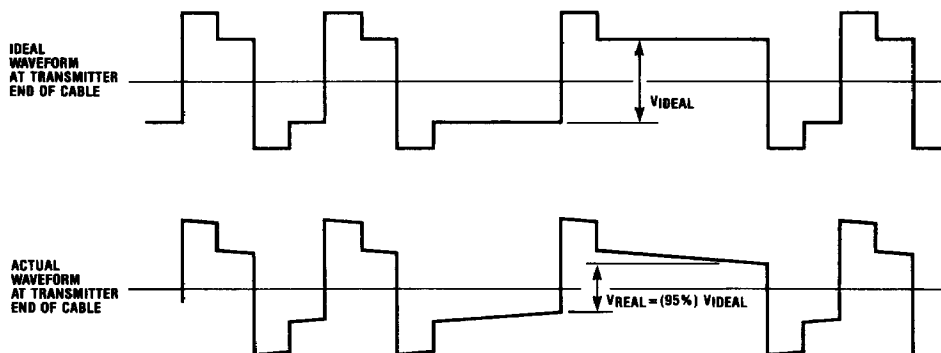 IDEAL
WAVEFORM
AT TRANSMITTER
END OF CABLE
VIDEAL
ACTUAL
WAVEFORM
AT TRANSMITTER
END OF CABLE
VREAL=(95%) VIDEAL